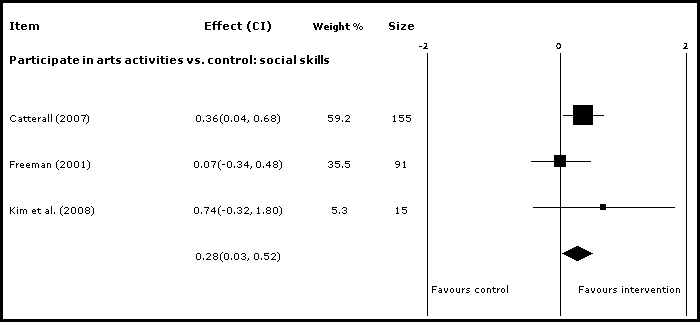 Item Effect (CI) Weight % Size
-2 0 2
Participate in arts activities vs. control: social skills
Catterall (2007) 0.36(0.04, 0.68) 59.2 155
Freeman (2001) 0.07(-0.34, 0.48) 35.5 91
Kim et al. (2008) 0.74(-0.32, 1.80) 5.3 15
0.28(0.03, 0.52)
Favours control Favours intervention